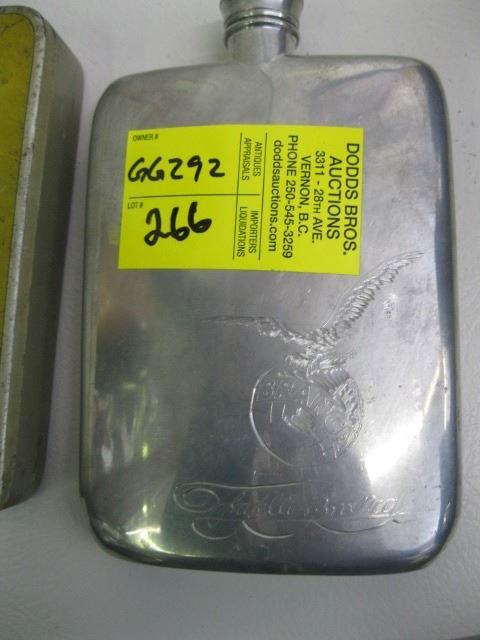 OWNER #
GG292
LOT #
266
ANTIQUES
APPRAISALS
IMPORTERS
LIQUIDATIONS
DODDS BROS.
AUCTIONS
3311 - 28TH AVE.
VERNON, B.C.
PHONE 250-545-3259
doddsauctions.com
BRANCA